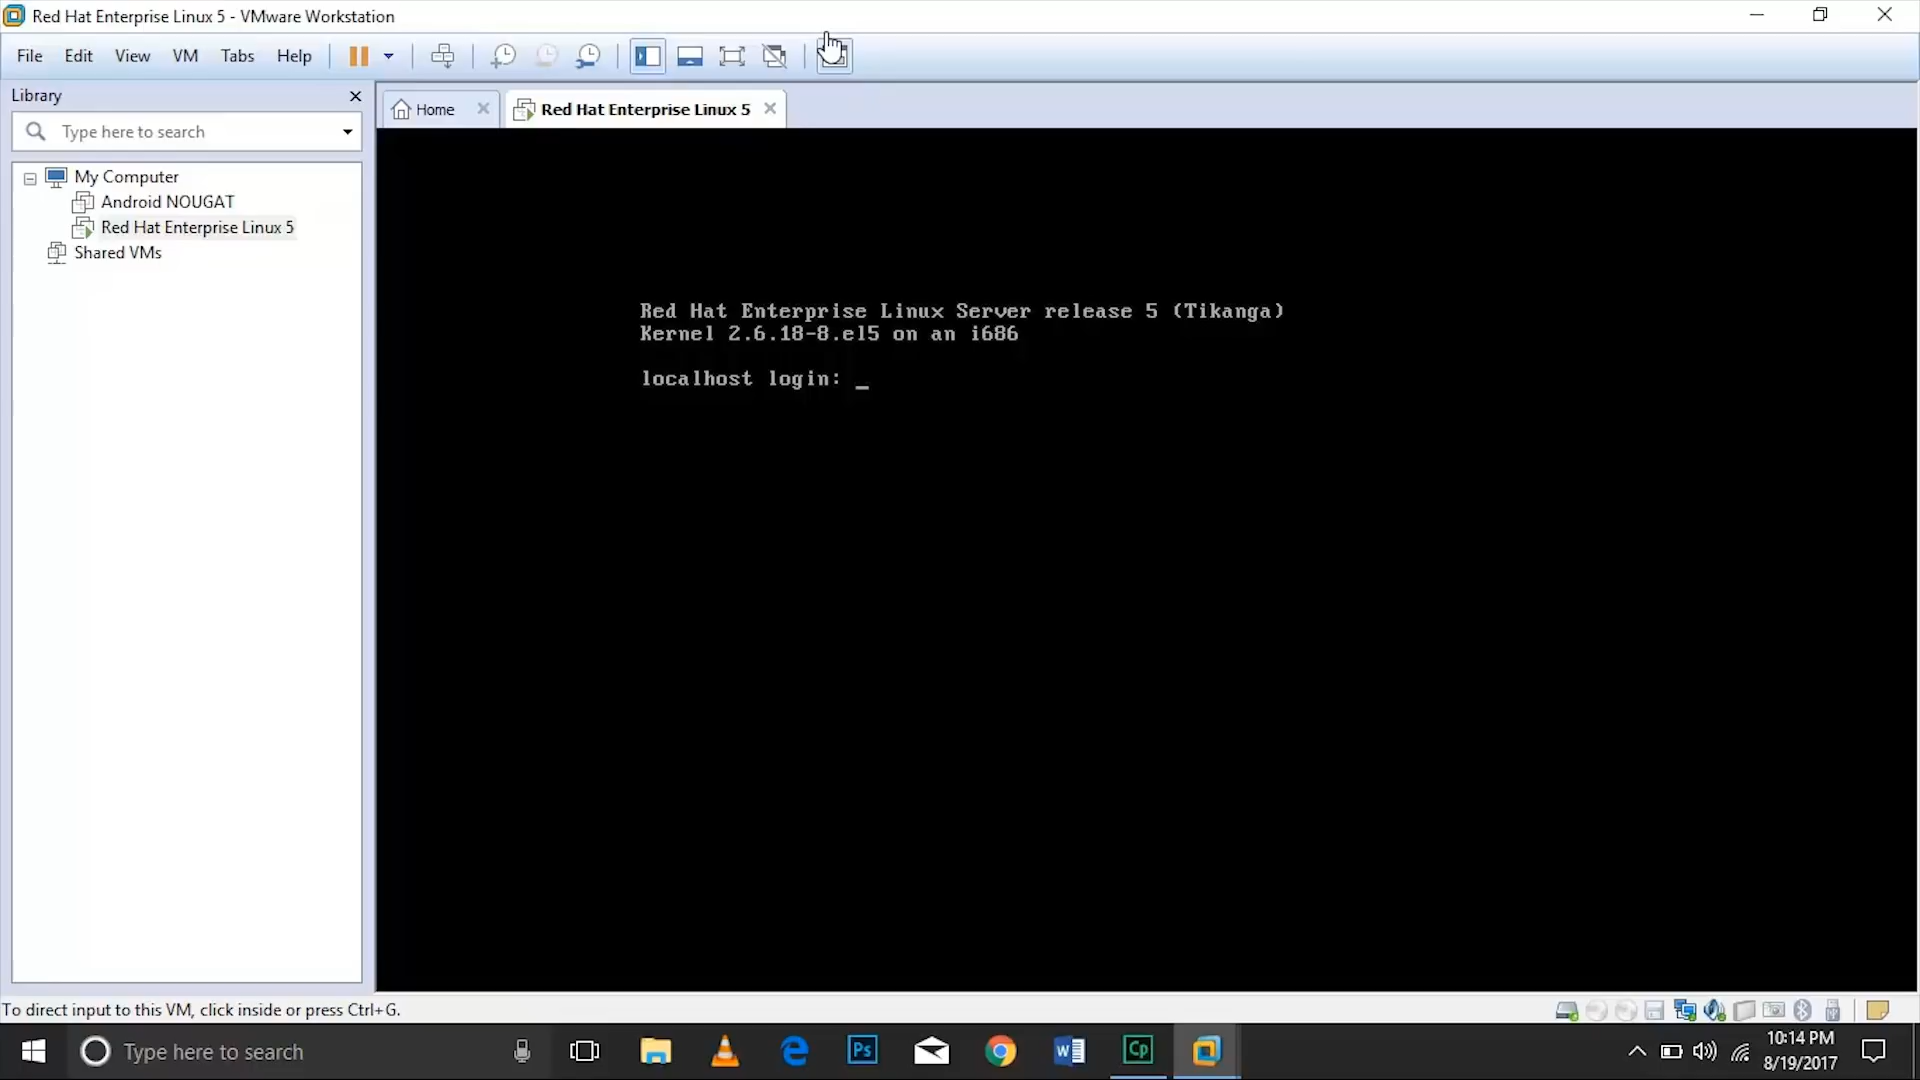 Red Hat Enterprise Linux 5 - VMware Workstation
File Edit View VM Tabs Help
Library
Home
Red Hat Enterprise Linux 5
Type here to search
My Computer
Android NOUGAT
Red Hat Enterprise Linux 5
Shared VMs
Red Hat Enterprise Linux Server release 5 (Tikanga)
Kernel 2.6.18-8.el5 on an i686
localhost login: _
To direct input to this VM, click inside or press Ctrl+G.
Type here to search
Ps
Cp
10:14 PM
8/19/2017